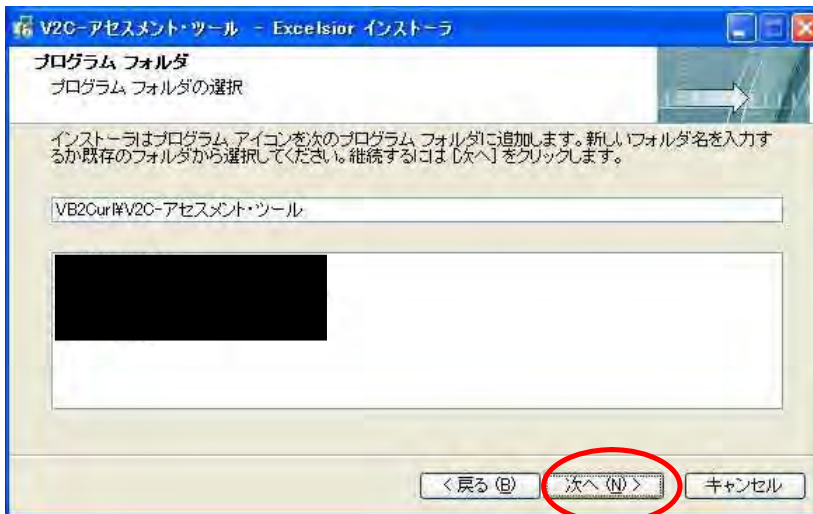 V2C-アセスメント・ツール - Excelsior インストーラ
プログラム フォルダ
プログラム フォルダの選択
インストーラはプログラム アイコンを次のプログラム フォルダに追加します。新しいフォルダ名を入力す
るか既存のフォルダから選択してください。継続するには [次へ] をクリックします。
VB2Curl¥V2C-アセスメント・ツール
< 戻る (B)
次へ (N) >
キャンセル